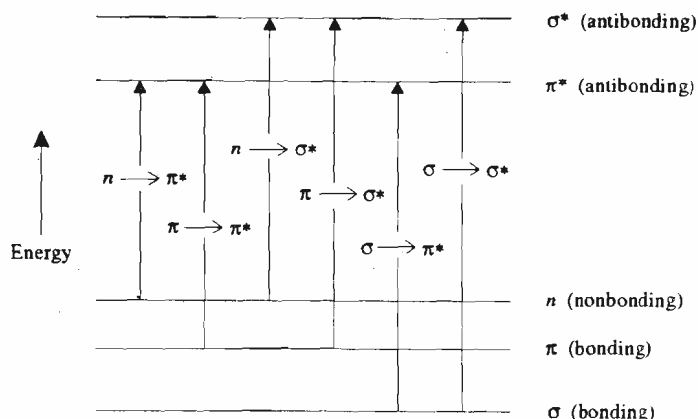 σ* (antibonding)
π* (antibonding)
n → σ*
n → π*
σ → σ*
π → σ*
π → π*
σ → π*
Energy
n (nonbonding)
π (bonding)
σ (bonding)